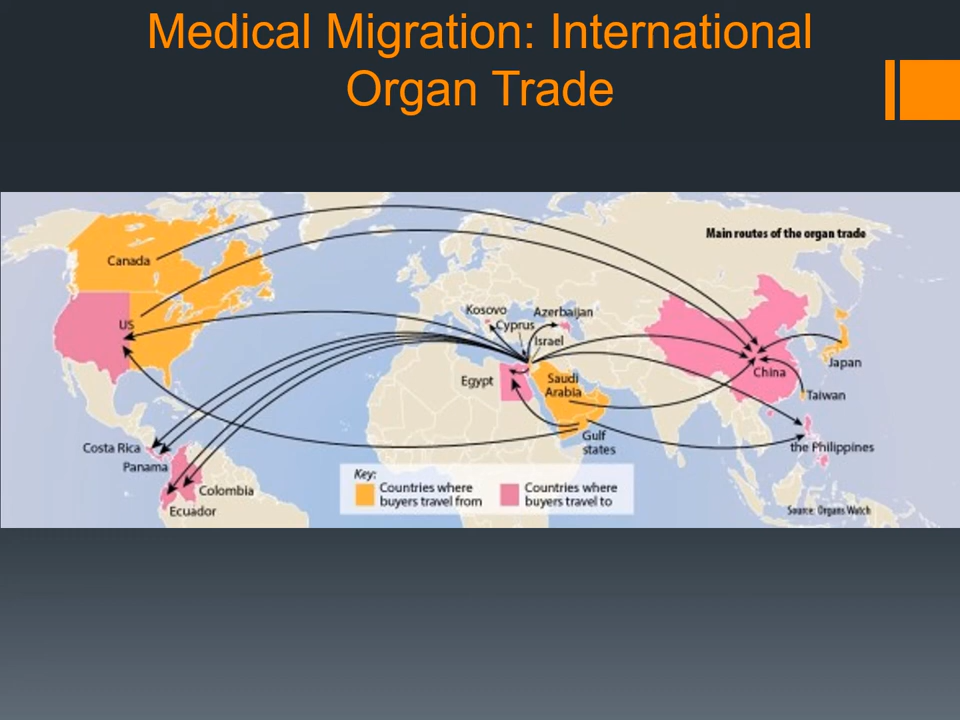 Medical Migration: International
Organ Trade
Main routes of the organ trade
Canada
US
Kosovo
Azerbaijan
Cyprus
Israel
Egypt
Saudi
Arabia
Gulf
states
China
Japan
Taiwan
the Philippines
Costa Rica
Panama
Colombia
Ecuador
Key:
Countries where
buyers travel from
Countries where
buyers travel to
Source: Organs Watch